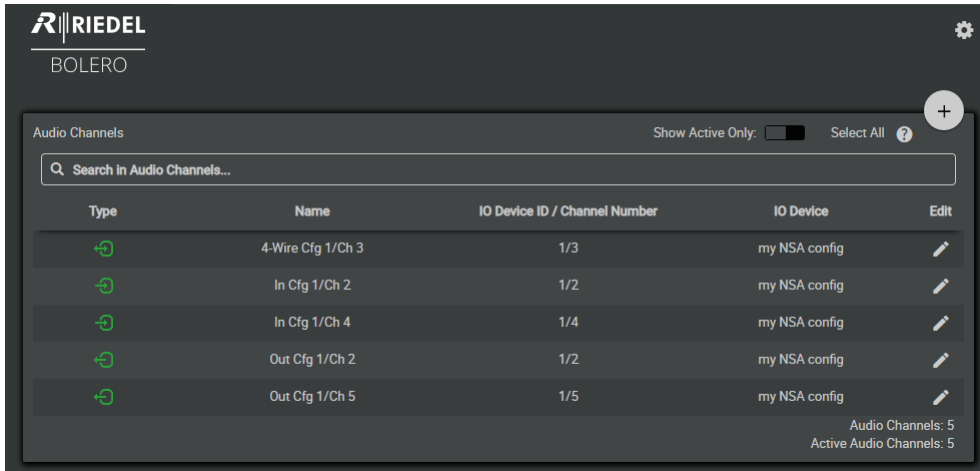 RIEDEL
BOLERO
Audio Channels Show Active Only: Select All ?
Search in Audio Channels...
Type Name IO Device ID / Channel Number IO Device Edit
4-Wire Cfg 1/Ch 3 1/3 my NSA config
In Cfg 1/Ch 2 1/2 my NSA config
In Cfg 1/Ch 4 1/4 my NSA config
Out Cfg 1/Ch 2 1/2 my NSA config
Out Cfg 1/Ch 5 1/5 my NSA config
Audio Channels: 5
Active Audio Channels: 5